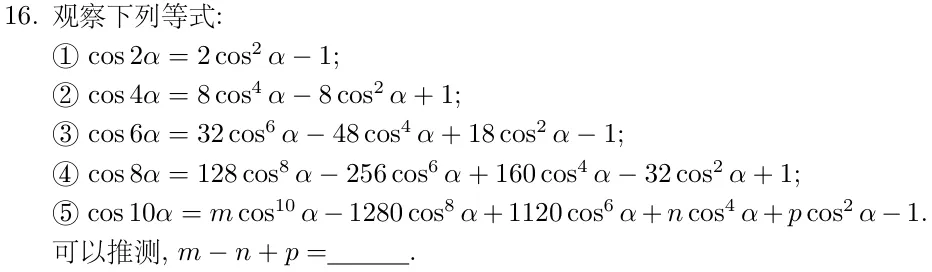 16. 观察下列等式:
① cos 2α = 2 cos² α − 1;
② cos 4α = 8 cos⁴ α − 8 cos² α + 1;
③ cos 6α = 32 cos⁶ α − 48 cos⁴ α + 18 cos² α − 1;
④ cos 8α = 128 cos⁸ α − 256 cos⁶ α + 160 cos⁴ α − 32 cos² α + 1;
⑤ cos 10α = m cos¹⁰ α − 1280 cos⁸ α + 1120 cos⁶ α + n cos⁴ α + p cos² α − 1.
可以推测, m − n + p =______.